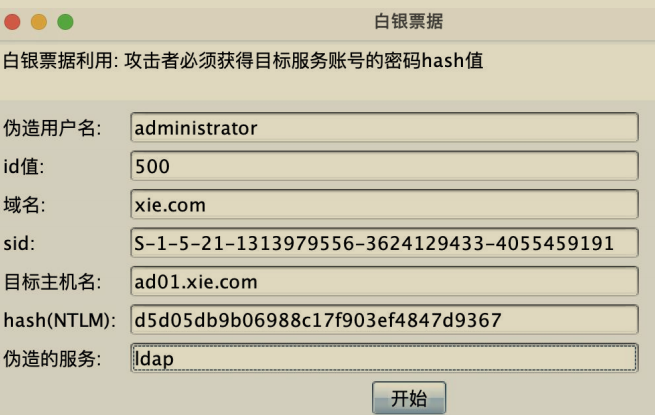 白银票据
白银票据利用: 攻击者必须获得目标服务账号的密码hash值
伪造用户名: administrator
id值: 500
域名: xie.com
sid: S-1-5-21-1313979556-3624129433-4055459191
目标主机名: ad01.xie.com
hash(NTLM): d5d05db9b06988c17f903ef4847d9367
伪造的服务: ldap
开始